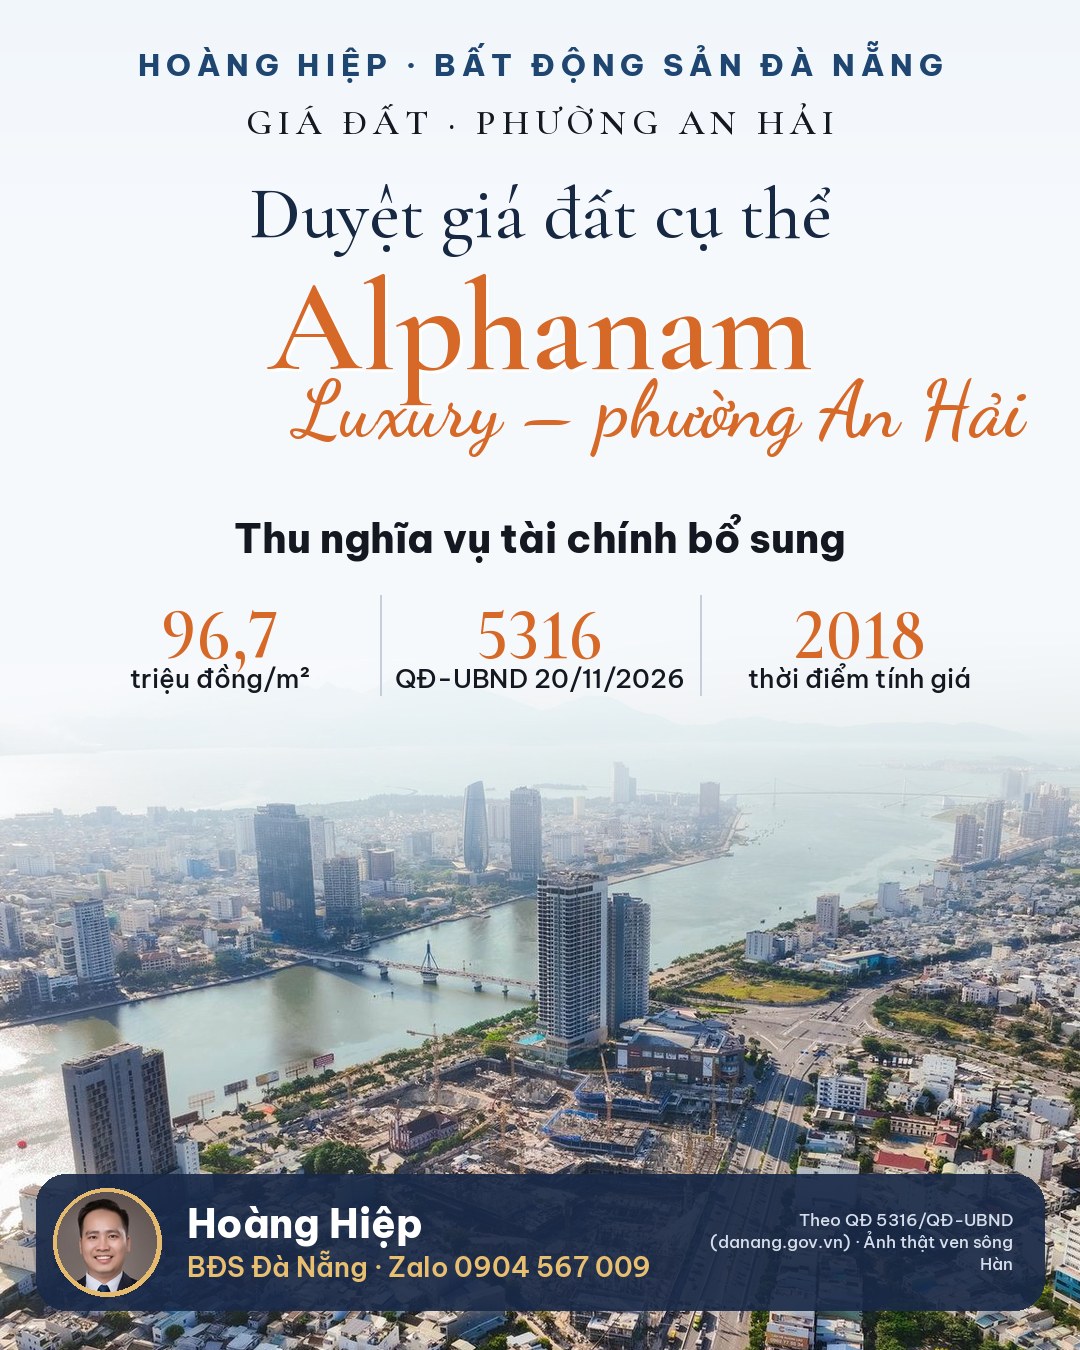 HOÀNG HIỆP · BẤT ĐỘNG SẢN ĐÀ NẴNG
GIÁ ĐẤT · PHƯỜNG AN HẢI
Duyệt giá đất cụ thể
Alphanam
Luxury – phường An Hải
Thu nghĩa vụ tài chính bổ sung
96,7
triệu đồng/m²
5316
QĐ-UBND 20/11/2026
2018
thời điểm tính giá
Hoàng Hiệp
BĐS Đà Nẵng · Zalo 0904 567 009
Theo QĐ 5316/QĐ-UBND
(danang.gov.vn) · Ảnh thật ven sông
Hàn